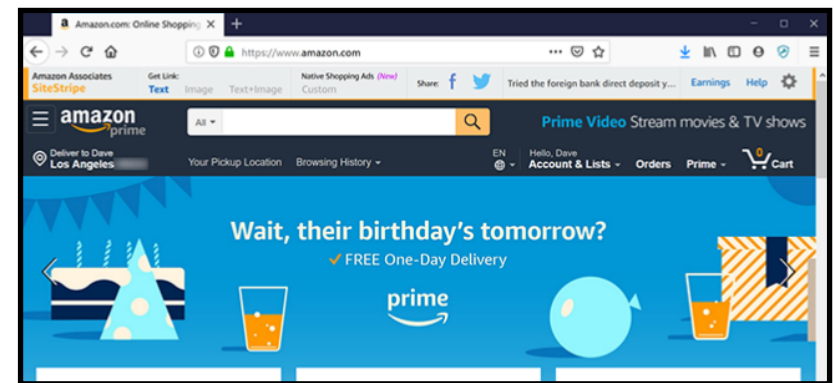 Amazon.com: Online Shopping
https://www.amazon.com
Amazon Associates
SiteStripe
Get Link:
Text Image Text+Image
Native Shopping Ads (New)
Custom
Share:
Tried the foreign bank direct deposit y...
Earnings Help
amazon
prime
All
Prime Video Stream movies & TV shows
Deliver to Dave
Los Angeles
Your Pickup Location Browsing History
EN
Hello, Dave
Account & Lists
Orders Prime
0
Cart
Wait, their birthday's tomorrow?
FREE One-Day Delivery
prime